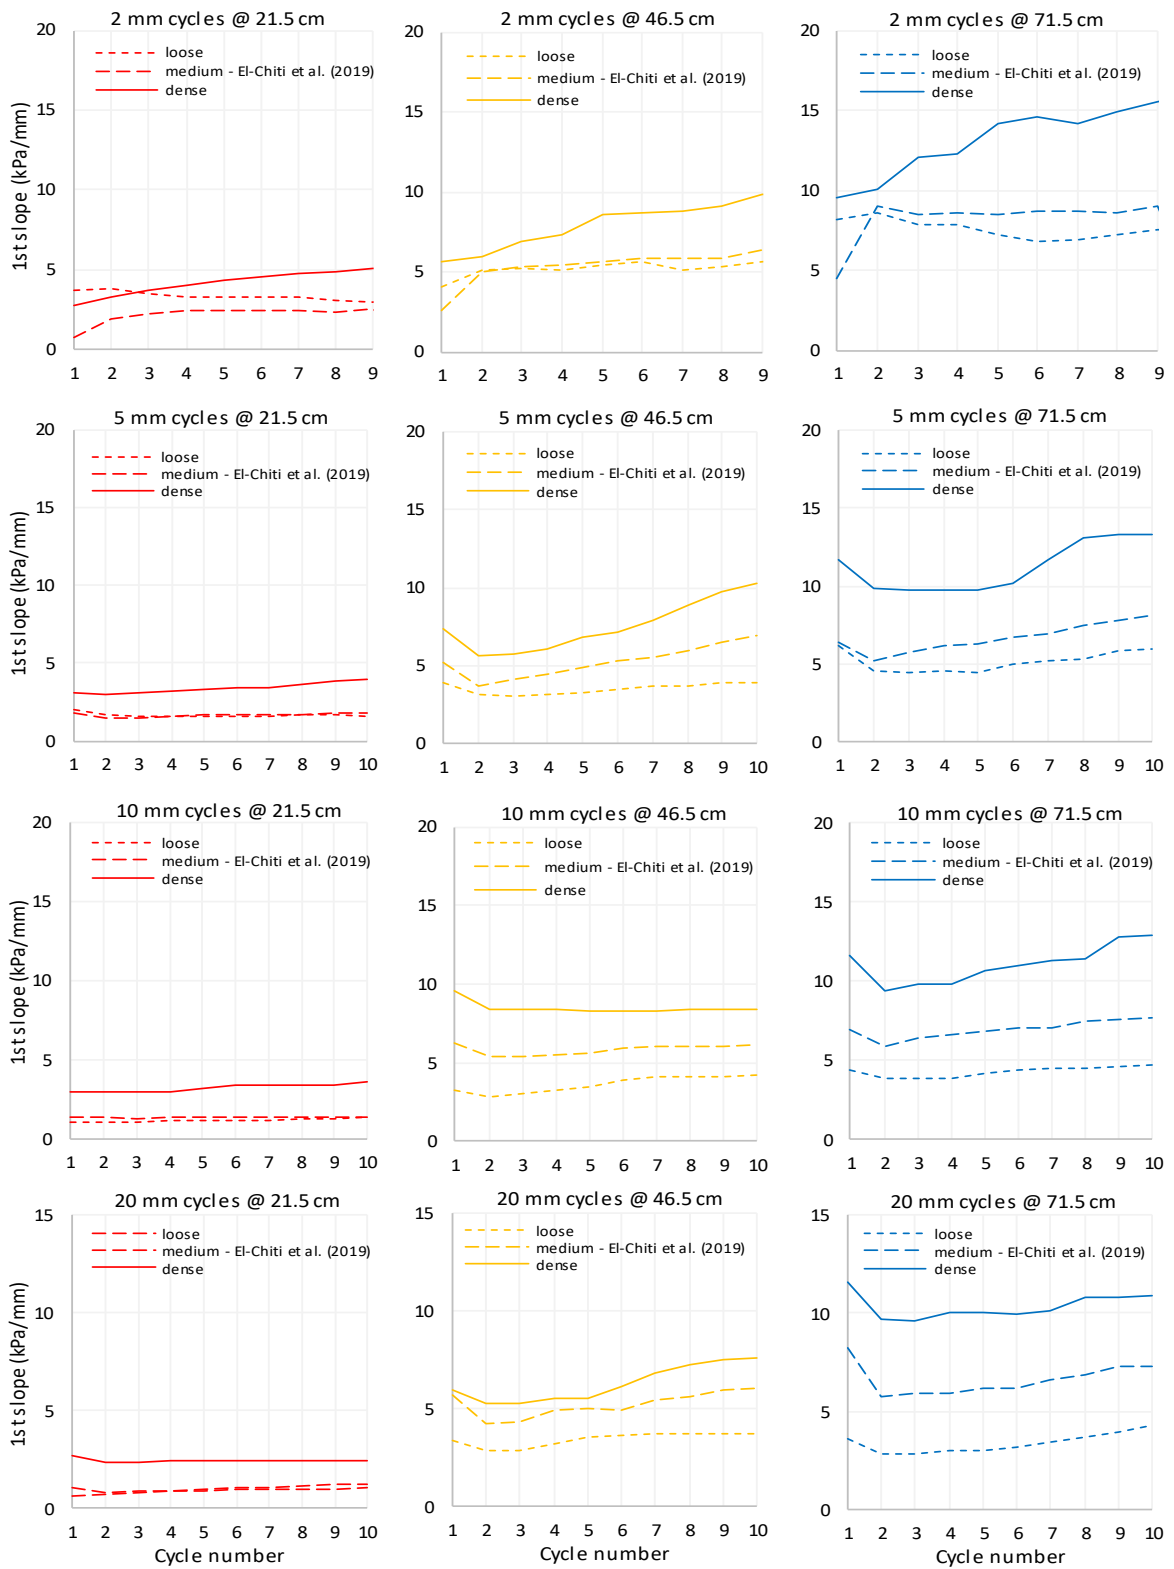 2 mm cycles @ 21.5 cm
20
15
10
5
0
1st slope (kPa/mm)
loose
medium - El-Chiti et al. (2019)
dense
1 2 3 4 5 6 7 8 9
2 mm cycles @ 46.5 cm
20
15
10
5
0
loose
medium - El-Chiti et al. (2019)
dense
1 2 3 4 5 6 7 8 9
2 mm cycles @ 71.5 cm
20
15
10
5
0
loose
medium - El-Chiti et al. (2019)
dense
1 2 3 4 5 6 7 8 9
5 mm cycles @ 21.5 cm
20
15
10
5
0
1st slope (kPa/mm)
loose
medium - El-Chiti et al. (2019)
dense
1 2 3 4 5 6 7 8 9 10
5 mm cycles @ 46.5 cm
20
15
10
5
0
loose
medium - El-Chiti et al. (2019)
dense
1 2 3 4 5 6 7 8 9 10
5 mm cycles @ 71.5 cm
20
15
10
5
0
loose
medium - El-Chiti et al. (2019)
dense
1 2 3 4 5 6 7 8 9 10
10 mm cycles @ 21.5 cm
20
15
10
5
0
1st slope (kPa/mm)
loose
medium - El-Chiti et al. (2019)
dense
1 2 3 4 5 6 7 8 9 10
10 mm cycles @ 46.5 cm
20
15
10
5
0
loose
medium - El-Chiti et al. (2019)
dense
1 2 3 4 5 6 7 8 9 10
10 mm cycles @ 71.5 cm
20
15
10
5
0
loose
medium - El-Chiti et al. (2019)
dense
1 2 3 4 5 6 7 8 9 10
20 mm cycles @ 21.5 cm
15
10
5
0
1st slope (kPa/mm)
loose
medium - El-Chiti et al. (2019)
dense
1 2 3 4 5 6 7 8 9 10
Cycle number
20 mm cycles @ 46.5 cm
15
10
5
0
loose
medium - El-Chiti et al. (2019)
dense
1 2 3 4 5 6 7 8 9 10
Cycle number
20 mm cycles @ 71.5 cm
15
10
5
0
loose
medium - El-Chiti et al. (2019)
dense
1 2 3 4 5 6 7 8 9 10
Cycle number